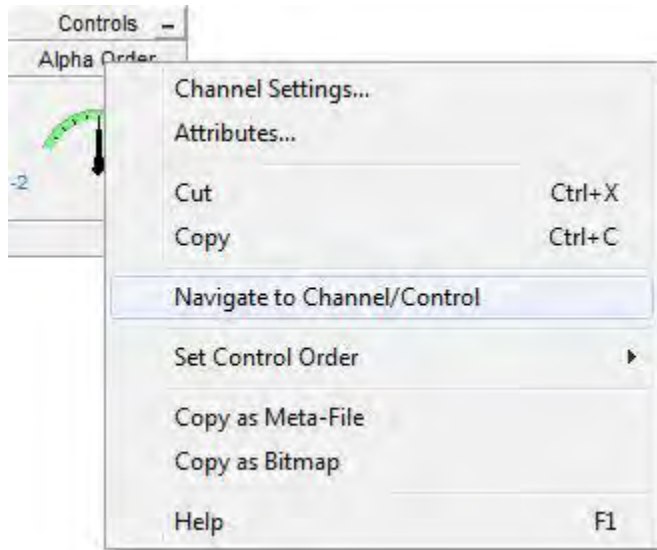 Controls –
Alpha Order
Channel Settings...
Attributes...
-2
Cut Ctrl+X
Copy Ctrl+C
Navigate to Channel/Control
Set Control Order
Copy as Meta-File
Copy as Bitmap
Help F1